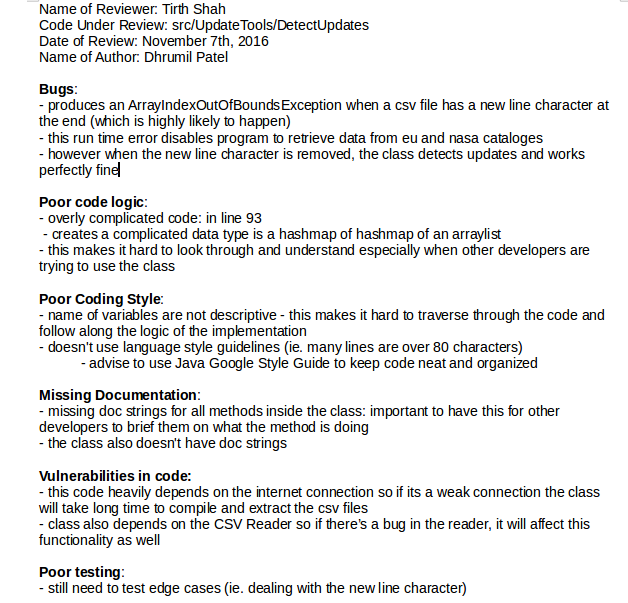 Name of Reviewer: Tirth Shah
Code Under Review: src/UpdateTools/DetectUpdates
Date of Review: November 7th, 2016
Name of Author: Dhrumil Patel
Bugs:
- produces an ArrayIndexOutOfBoundsException when a csv file has a new line character at
the end (which is highly likely to happen)
- this run time error disables program to retrieve data from eu and nasa cataloges
- however when the new line character is removed, the class detects updates and works
perfectly fine
Poor code logic:
- overly complicated code: in line 93
- creates a complicated data type is a hashmap of hashmap of an arraylist
- this makes it hard to look through and understand especially when other developers are
trying to use the class
Poor Coding Style:
- name of variables are not descriptive - this makes it hard to traverse through the code and
follow along the logic of the implementation
- doesn't use language style guidelines (ie. many lines are over 80 characters)
- advise to use Java Google Style Guide to keep code neat and organized
Missing Documentation:
- missing doc strings for all methods inside the class: important to have this for other
developers to brief them on what the method is doing
- the class also doesn't have doc strings
Vulnerabilities in code:
- this code heavily depends on the internet connection so if its a weak connection the class
will take long time to compile and extract the csv files
- class also depends on the CSV Reader so if there's a bug in the reader, it will affect this
functionality as well
Poor testing:
- still need to test edge cases (ie. dealing with the new line character)